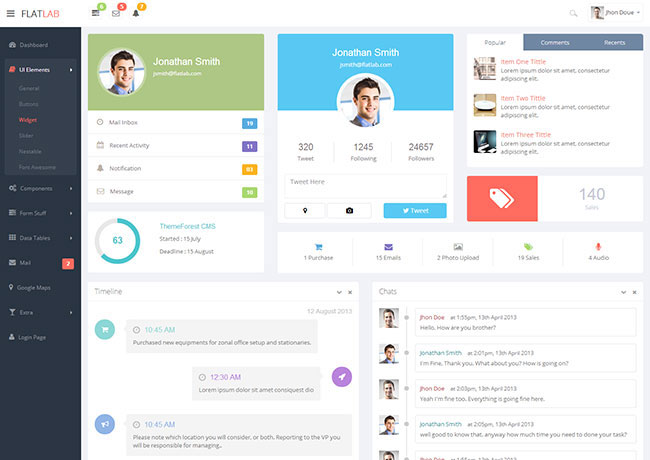 FLATLAB
6
5
7
Jhon Doue
Dashboard
UI Elements
General
Buttons
Widget
Slider
Nestable
Font Awesome
Components
Form Stuff
Data Tables
Mail
2
Google Maps
Extra
Login Page
Jonathan Smith
jsmith@flatlab.com
Mail Inbox
10
Recent Activity
11
Notification
03
Message
10
63
ThemeForest CMS
Started : 15 July
Deadline : 15 August
Jonathan Smith
jsmith@flatlab.com
320
1245
24657
Tweet
Following
Followers
Tweet Here
Tweet
Popular
Comments
Recents
Item One Tittle
Lorem ipsum dolor sit amet, consectetur
adipiscing elit.
Item Two Tittle
Lorem ipsum dolor sit amet, consectetur
adipiscing elit.
Item Three Tittle
Lorem ipsum dolor sit amet, consectetur
adipiscing elit.
140
Sales
1 Purchase
15 Emails
2 Photo Upload
19 Sales
4 Audio
Timeline
12 August 2013
10:45 AM
Purchased new equipments for zonal office setup and stationaries.
12:30 AM
Lorem ipsum dolor sit amet consiquest dio
10:45 AM
Please note which location you will consider, or both. Reporting to the VP you
will be responsible for managing..
Chats
Jhon Doe at 1:55pm, 13th April 2013
Hello, How are you brother?
Jonathan Smith at 2:01pm, 13th April 2013
I'm Fine, Thank you. What about you? How is going on?
Jhon Doe at 2:03pm, 13th April 2013
Yeah I'm fine too. Everything is going fine here.
Jonathan Smith at 2:05pm, 13th April 2013
well good to know that. anyway how much time you need to done your task?